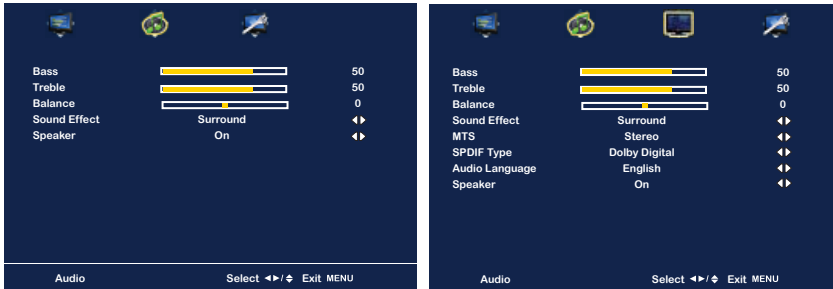 Bass 50
Treble 50
Balance 0
Sound Effect Surround
Speaker On
Audio Select ◄►/◆ Exit MENU
Bass 50
Treble 50
Balance 0
Sound Effect Surround
MTS Stereo
SPDIF Type Dolby Digital
Audio Language English
Speaker On
Audio Select ◄►/◆ Exit MENU